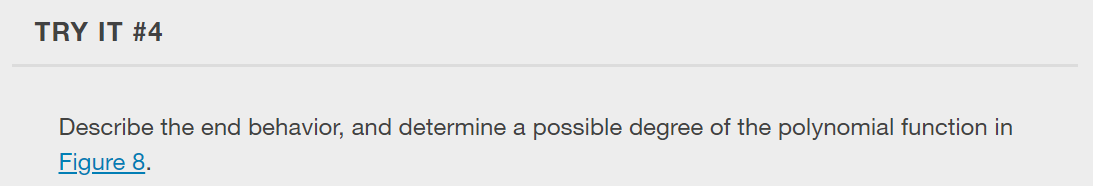 TRY IT #4
Describe the end behavior, and determine a possible degree of the polynomial function in
Figure 8.